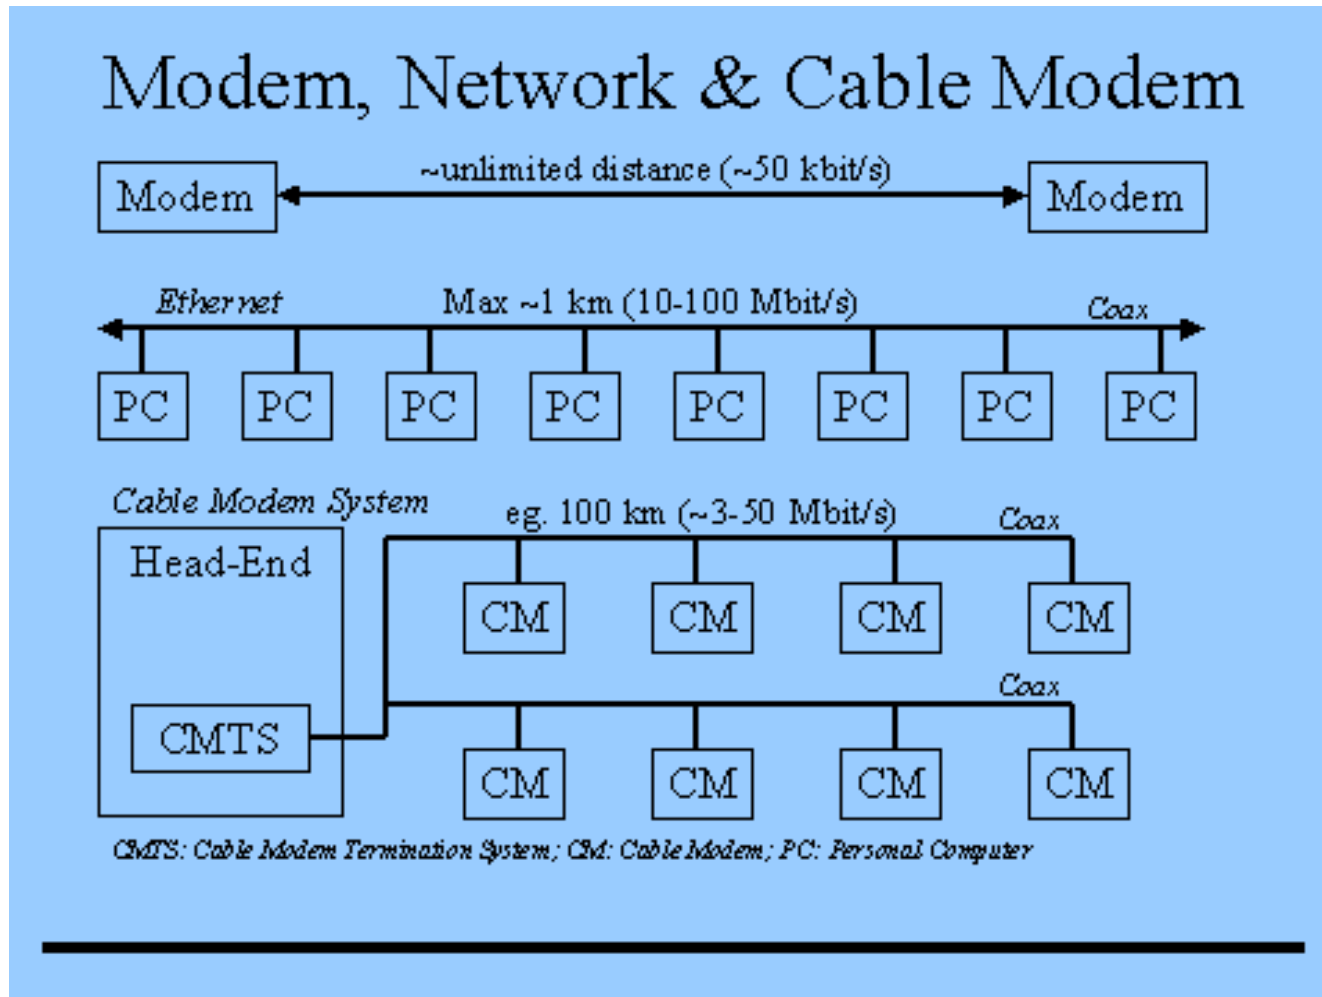 Modem, Network & Cable Modem
~unlimited distance (~50 kbit/s)
Modem
Modem
Ethernet
Max ~1 km (10-100 Mbit/s)
Coax
PC PC PC PC PC PC PC PC
Cable Modem System
eg. 100 km (~3-50 Mbit/s)
Coax
Head-End
CM CM CM CM
Coax
CMTS
CM CM CM CM
CMTS: Cable Modem Termination System; CM: Cable Modem; PC: Personal Computer